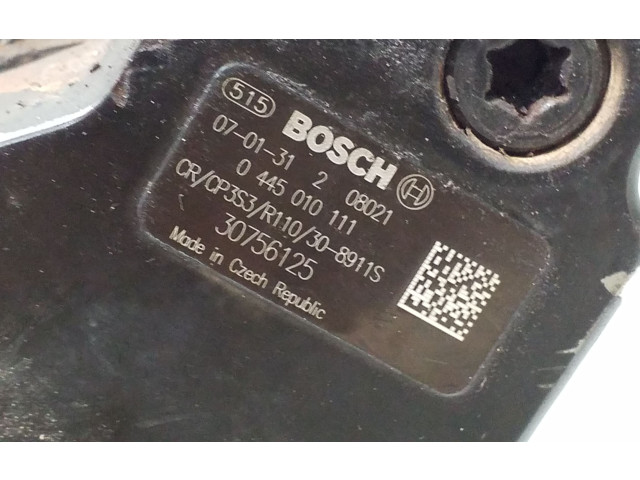 515 BOSCH
07-01-31 2 08021
0 445 010 111
CR/CP3S3/R110/30-8911S
30756125
Made in Czech Republic